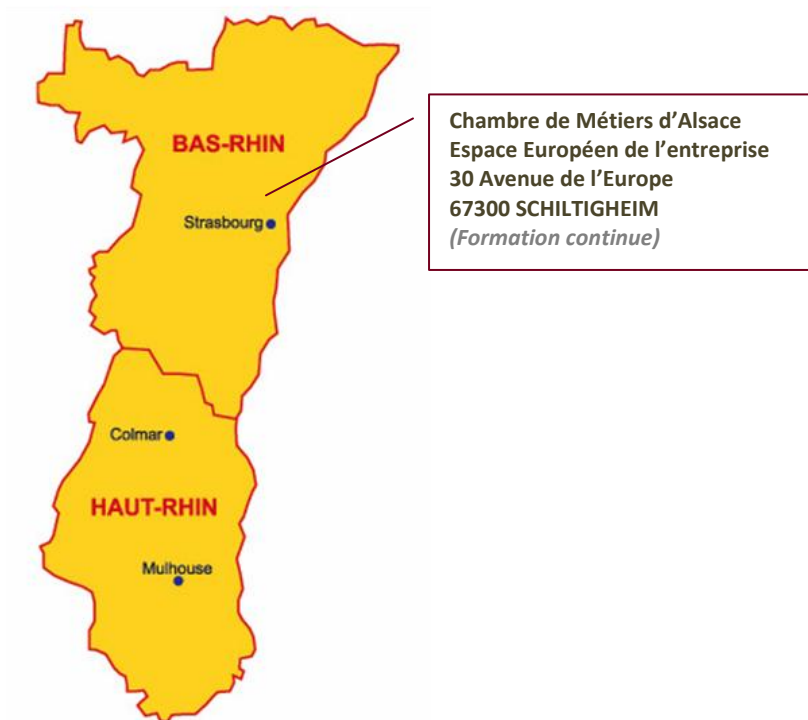 BAS-RHIN
Strasbourg
Colmar
HAUT-RHIN
Mulhouse
Chambre de Métiers d’Alsace
Espace Européen de l’entreprise
30 Avenue de l’Europe
67300 SCHILTIGHEIM
(Formation continue)